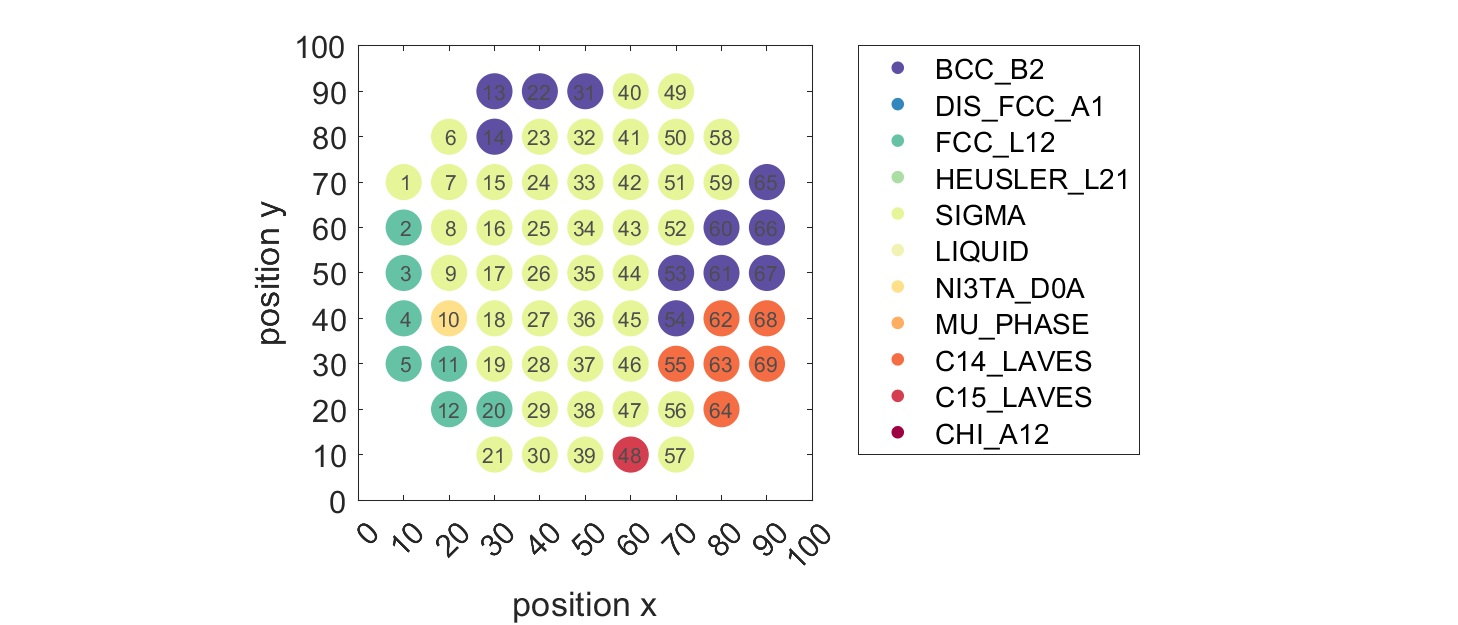 100
90 13 22 31 40 49
80 6 14 23 32 41 50 58
70 1 7 15 24 33 42 51 59 65
60 2 8 16 25 34 43 52 60 66
50 3 9 17 26 35 44 53 61 67
40 4 10 18 27 36 45 54 62 68
30 5 11 19 28 37 46 55 63 69
20 12 20 29 38 47 56 64
10 21 30 39 48 57
0
position y
0 10 20 30 40 50 60 70 80 90 100
position x
BCC_B2
DIS_FCC_A1
FCC_L12
HEUSLER_L21
SIGMA
LIQUID
NI3TA_D0A
MU_PHASE
C14_LAVES
C15_LAVES
CHI_A12